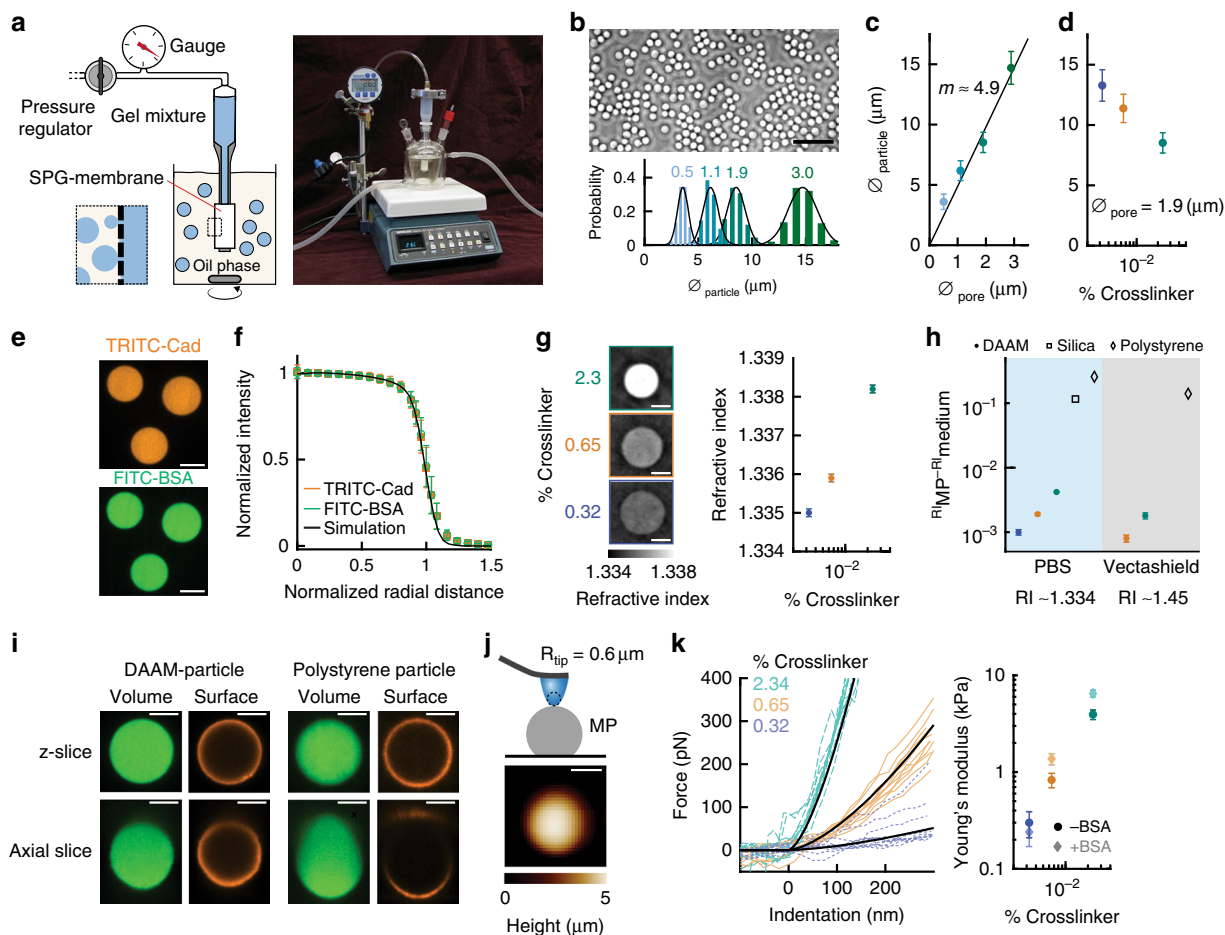 a
Gauge
Pressure
regulator
Gel mixture
SPG-membrane
Oil phase
b
0.4
0.2
0
Probability
0.5
1.1
1.9
3.0
0
5
10
15
∅ particle (μm)
c
15
10
5
0
∅ particle (μm)
m ≈ 4.9
0
1
2
3
∅ pore (μm)
d
15
10
5
0
∅ pore = 1.9 (μm)
10⁻²
% Crosslinker
e
TRITC-Cad
FITC-BSA
f
Normalized intensity
1
0.5
0
TRITC-Cad
FITC-BSA
Simulation
0
0.5
1
1.5
Normalized radial distance
g
% Crosslinker
2.3
0.65
0.32
1.334
1.338
Refractive index
Refractive index
1.339
1.338
1.337
1.336
1.335
1.334
10⁻²
% Crosslinker
h
DAAM
Silica
Polystyrene
RI MP - RI medium
10⁻¹
10⁻²
10⁻³
PBS
Vectashield
RI ~1.334
RI ~1.45
i
DAAM-particle
Polystyrene particle
Volume
Surface
Volume
Surface
z-slice
Axial slice
x
j
R tip = 0.6 μm
MP
0
5
Height (μm)
k
% Crosslinker
2.34
0.65
0.32
Force (pN)
400
300
200
100
0
0
100
200
Indentation (nm)
Young's modulus (kPa)
10
1
0.1
–BSA
+BSA
10⁻²
% Crosslinker